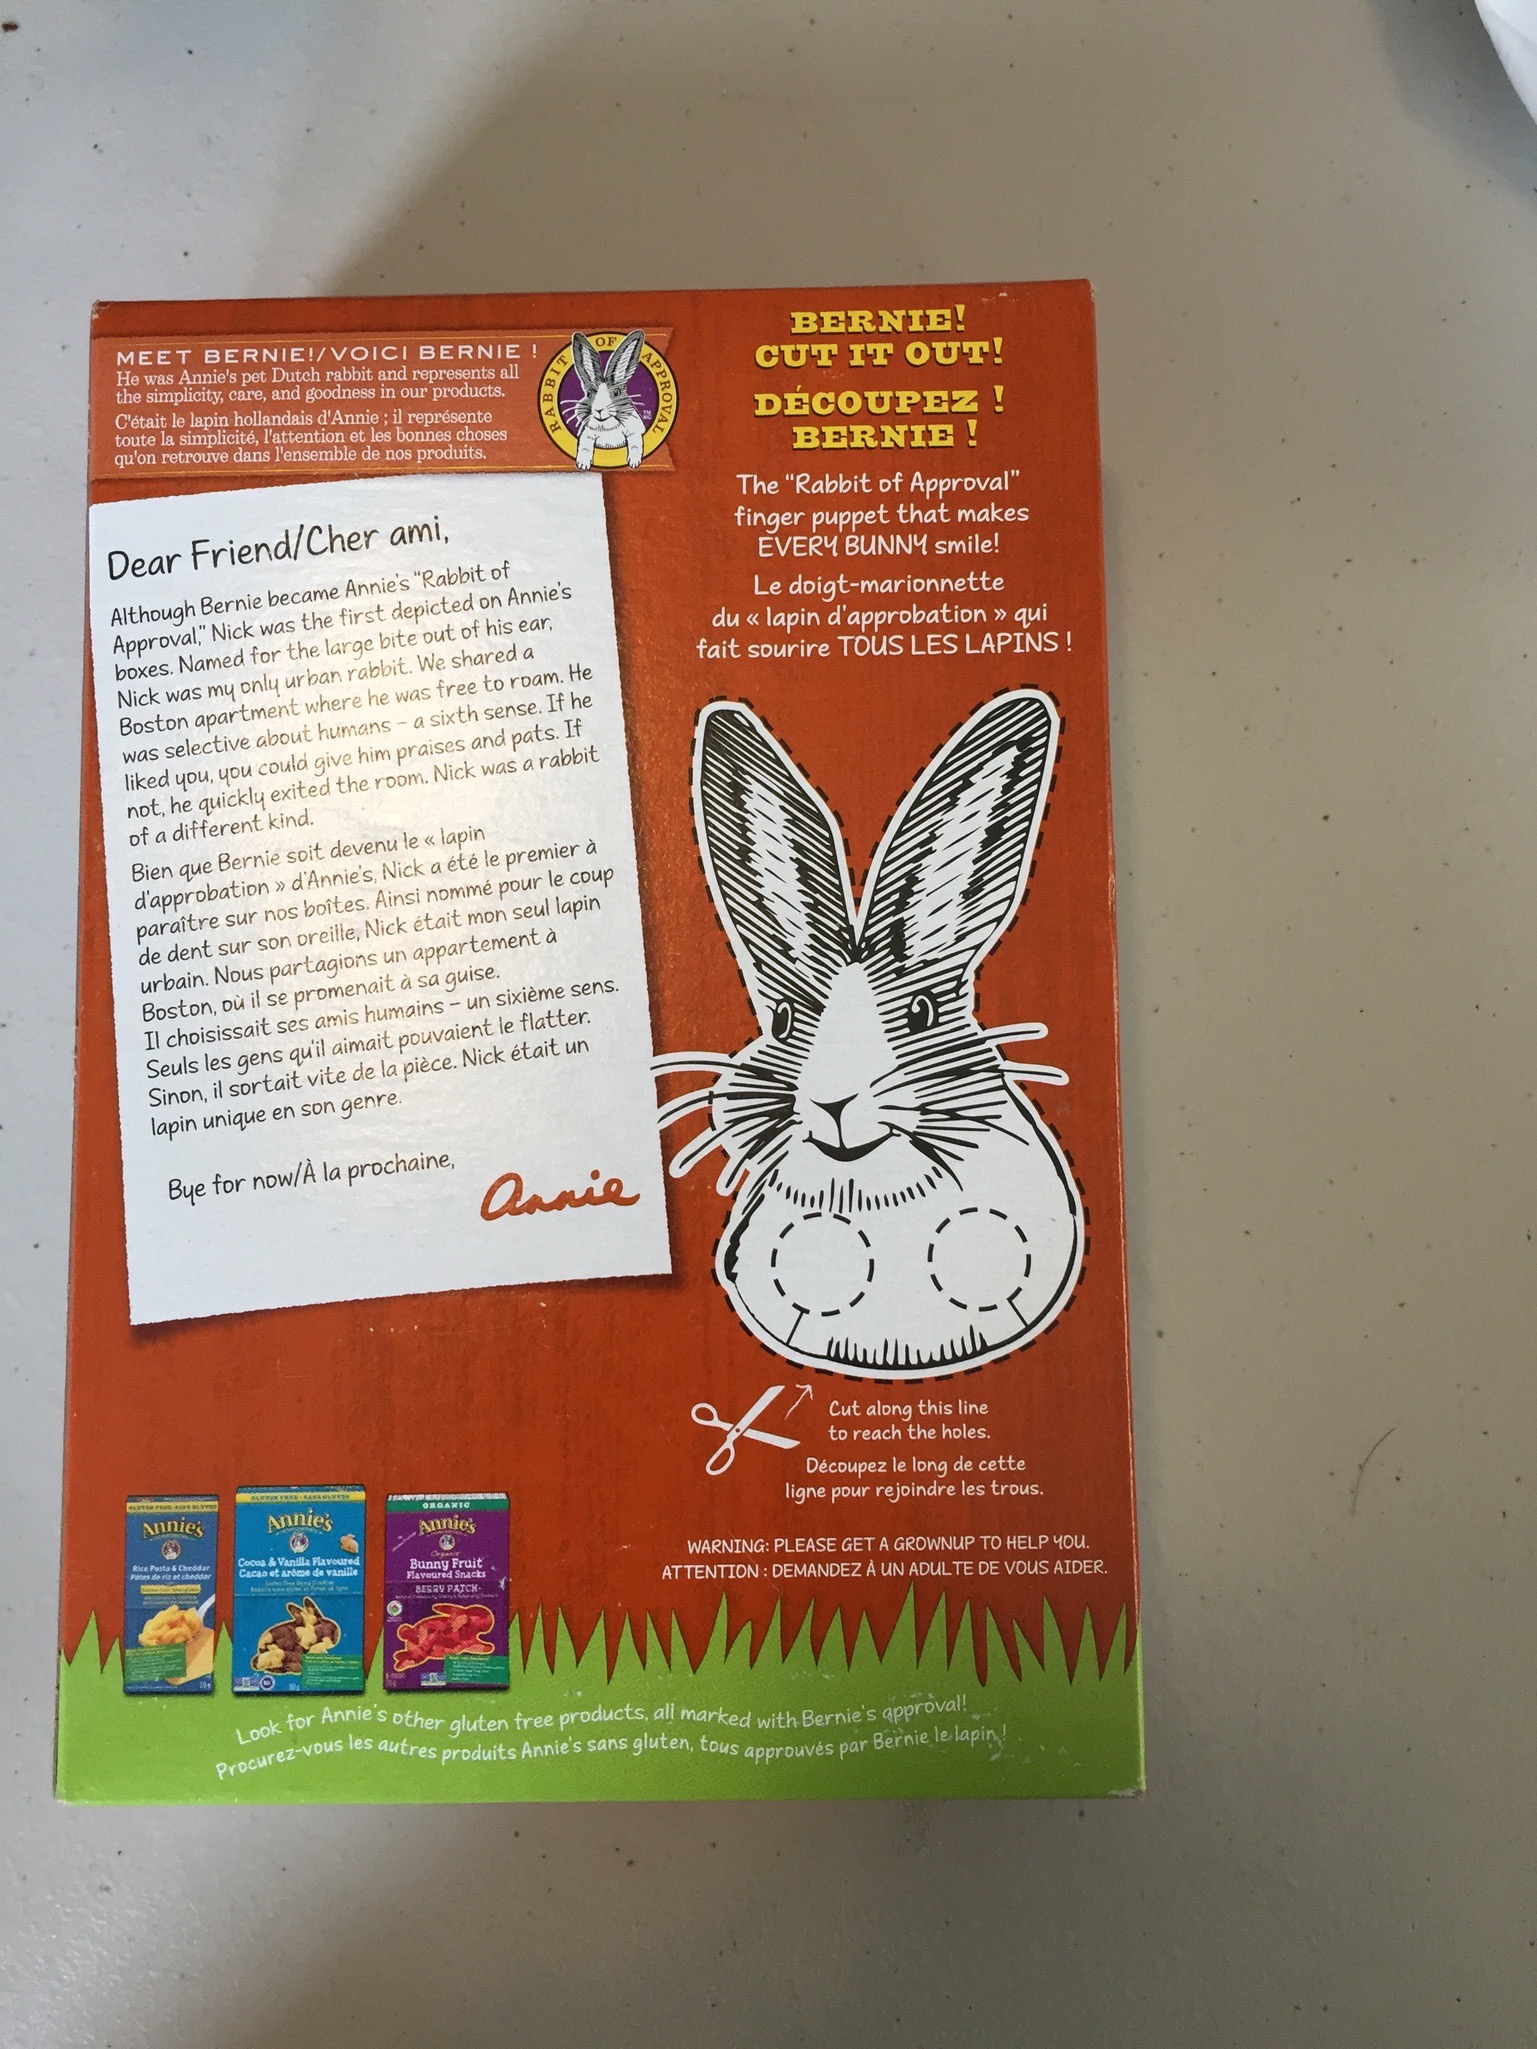 MEET BERNIE!/VOICI BERNIE !
He was Annie's pet Dutch rabbit and represents all
the simplicity, care, and goodness in our products.
C'était le lapin hollandais d'Annie ; il représente
toute la simplicité, l'attention et les bonnes choses
qu'on retrouve dans l'ensemble de nos produits.
RABBIT OF APPROVAL
Dear Friend/Cher ami,
Although Bernie became Annie's "Rabbit of
Approval," Nick was the first depicted on Annie's
boxes. Named for the large bite out of his ear,
Nick was my only urban rabbit. We shared a
Boston apartment where he was free to roam. He
was selective about humans – a sixth sense. If he
liked you, you could give him praises and pats. If
not, he quickly exited the room. Nick was a rabbit
of a different kind.
Bien que Bernie soit devenu le « lapin
d'approbation » d'Annie's, Nick a été le premier à
paraître sur nos boîtes. Ainsi nommé pour le coup
de dent sur son oreille, Nick était mon seul lapin
urbain. Nous partagions un appartement à
Boston, où il se promenait à sa guise.
Il choisissait ses amis humains – un sixième sens.
Seuls les gens qu'il aimait pouvaient le flatter.
Sinon, il sortait vite de la pièce. Nick était un
lapin unique en son genre.
Bye for now/À la prochaine,
Annie
BERNIE!
CUT IT OUT!
DÉCOUPEZ !
BERNIE !
The "Rabbit of Approval"
finger puppet that makes
EVERY BUNNY smile!
Le doigt-marionnette
du « lapin d'approbation » qui
fait sourire TOUS LES LAPINS !
Cut along this line
to reach the holes.
Découpez le long de cette
ligne pour rejoindre les trous.
WARNING: PLEASE GET A GROWNUP TO HELP YOU.
ATTENTION : DEMANDEZ À UN ADULTE DE VOUS AIDER.
GLUTEN FREE · SANS GLUTEN
Annie's
Rice Pasta & Cheddar
Pâtes de riz et cheddar
GLUTEN FREE · SANS GLUTEN
Annie's
Cocoa & Vanilla Flavoured
Cacao et arôme de vanille
ORGANIC
Annie's
Organic
Bunny Fruit
Flavoured Snacks
BERRY PATCH
Look for Annie's other gluten free products, all marked with Bernie's approval!
Procurez-vous les autres produits Annie's sans gluten, tous approuvés par Bernie le lapin !